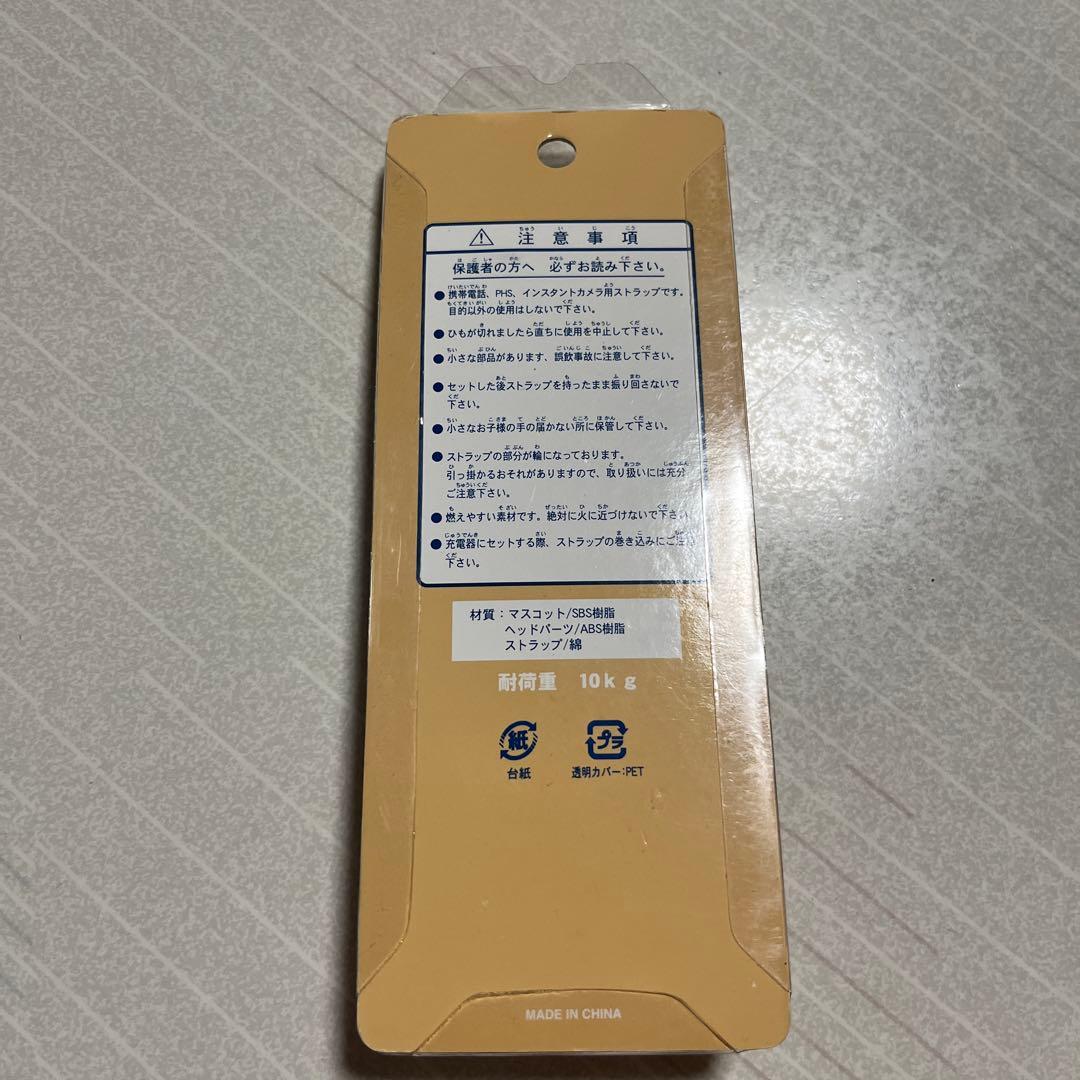 注意事項
保護者の方へ 必ずお読み下さい。
●携帯電話、PHS、インスタントカメラ用ストラップです。
目的以外の使用はしないで下さい。
●ひもが切れましたら直ちに使用を中止して下さい。
●小さな部品があります、誤飲事故に注意して下さい。
●セットした後ストラップを持ったまま振り回さないで
下さい。
●小さなお子様の手の届かない所に保管して下さい。
●ストラップの部分が輪になっております。
引っ掛かるおそれがありますので、取り扱いには充分
ご注意下さい。
●燃えやすい素材です。絶対に火に近づけないで下さい
●充電器にセットする際、ストラップの巻き込みにご注
下さい。
材質:マスコット/SBS樹脂
ヘッドパーツ/ABS樹脂
ストラップ/綿
耐荷重 10kg
紙 プラ
台紙 透明カバー:PET
MADE IN CHINA